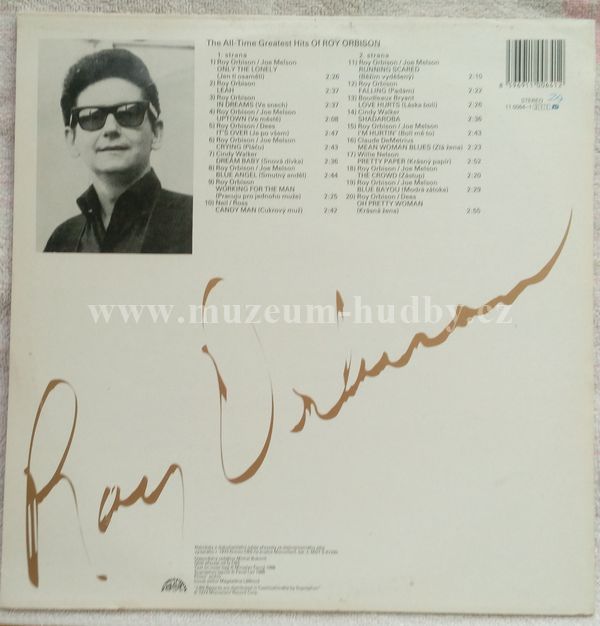 The All-Time Greatest Hits Of ROY ORBISON
1. strana
1) Roy Orbison / Joe Melson
ONLY THE LONELY
(Jen ti osamělí) 2:26
2) Roy Orbison
LEAH 2:37
3) Roy Orbison
IN DREAMS (Ve snech) 2:37
4) Roy Orbison / Joe Melson
UPTOWN (Ve městě) 2:08
5) Roy Orbison / Dees
IT'S OVER (Je po všem) 2:47
6) Roy Orbison / Joe Melson
CRYING (Pláču) 2:43
7) Cindy Walker
DREAM BABY (Snová dívka) 2:36
8) Roy Orbison / Joe Melson
BLUE ANGEL (Smutný anděl) 2:44
9) Roy Orbison
WORKING FOR THE MAN
(Pracuju pro jednoho muže) 2:25
10) Neil / Ross
CANDY MAN (Cukrový muž) 2:42
2. strana
11) Roy Orbison / Joe Melson
RUNNING SCARED
(Běžím vyděšený) 2:10
12) Roy Orbison
FALLING (Padám) 2:22
13) Boudleaux Bryant
LOVE HURTS (Láska bolí) 2:26
14) Cindy Walker
SHADAROBA 2:36
15) Roy Orbison / Joe Melson
I'M HURTIN' (Bolí mě to) 2:43
16) Claude DeMetrius
MEAN WOMAN BLUES (Zlá žena) 2:23
17) Willie Nelson
PRETTY PAPER (Krásný papír) 2:52
18) Roy Orbison / Joe Melson
THE CROWD (Zástup) 2:20
19) Roy Orbison / Joe Melson
BLUE BAYOU (Modrá zátoka) 2:29
20) Roy Orbison / Dees
OH PRETTY WOMAN
(Krásná žena) 2:50
STEREO
www.muzeum-hudby.cz
Roy Orbison